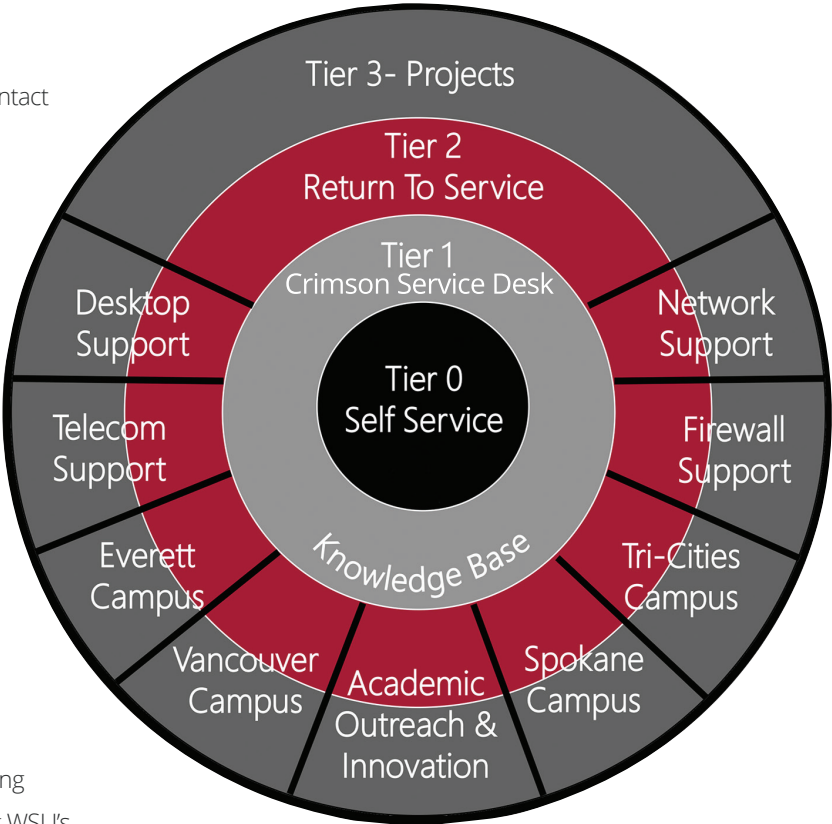 ntact
Tier 3- Projects
Tier 2
Return To Service
Tier 1
Crimson Service Desk
Tier 0
Self Service
Knowledge Base
Desktop
Support
Network
Support
Telecom
Support
Firewall
Support
Everett
Campus
Tri-Cities
Campus
Vancouver
Campus
Academic
Outreach &
Innovation
Spokane
Campus
ng
WSU's